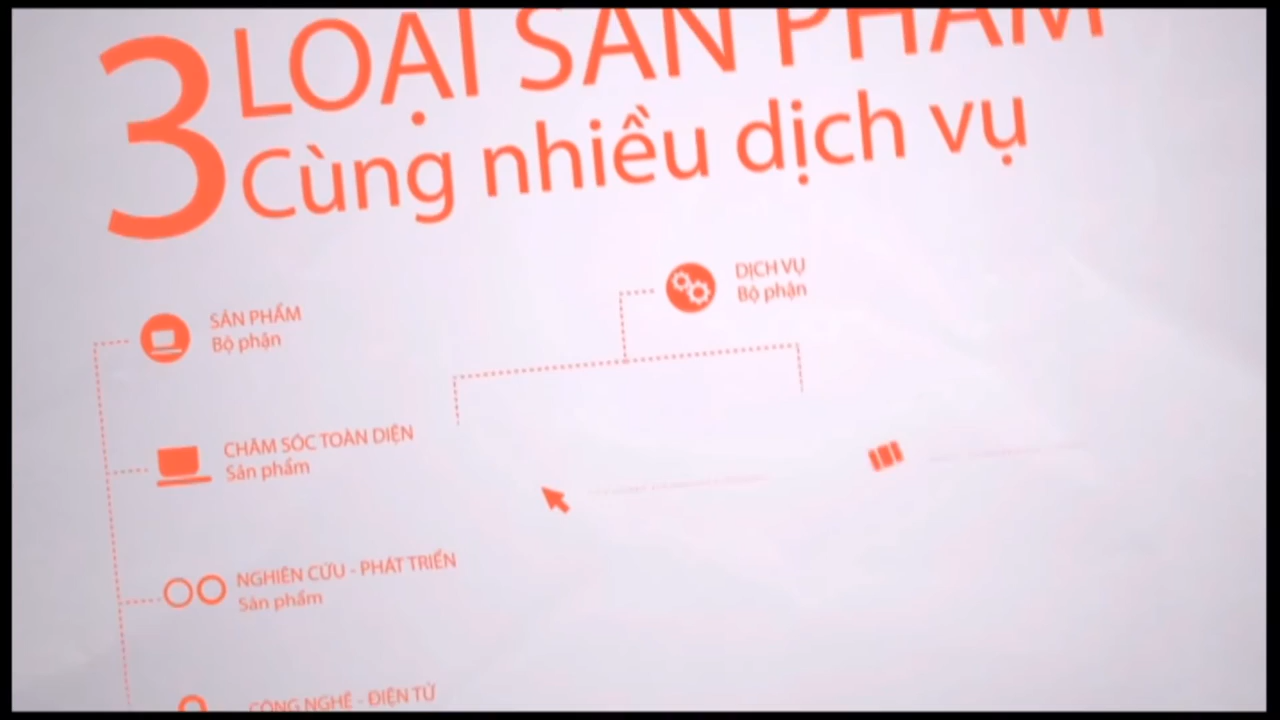 3 LOẠI SẢN PHẨM
Cùng nhiều dịch vụ
SẢN PHẨM
Bộ phận
DỊCH VỤ
Bộ phận
CHĂM SÓC TOÀN DIỆN
Sản phẩm
NGHIÊN CỨU - PHÁT TRIỂN
Sản phẩm
CÔNG NGHỆ - ĐIỆN TỬ